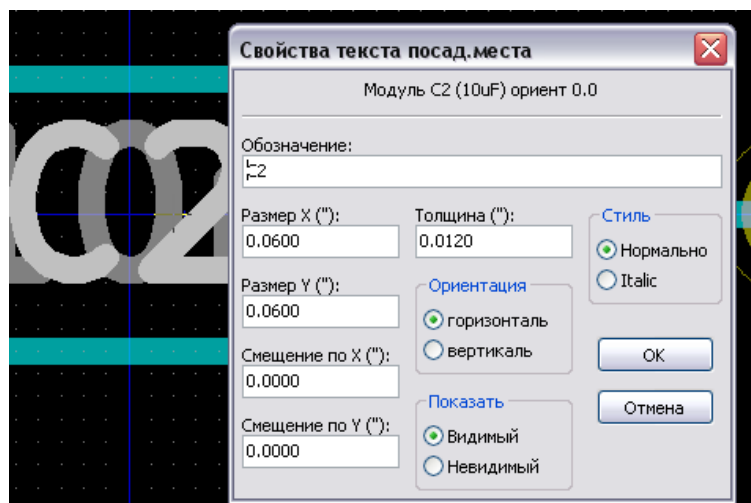 Свойства текста посад.места
Модуль C2 (10uF) ориент 0.0
Обозначение:
C2
Размер X ("):
0.0600
Толщина ("):
0.0120
Стиль
Нормально
Italic
Размер Y ("):
0.0600
Ориентация
горизонталь
вертикаль
Смещение по X ("):
0.0000
OK
Отмена
Показать
Видимый
Невидимый
Смещение по Y ("):
0.0000
C2